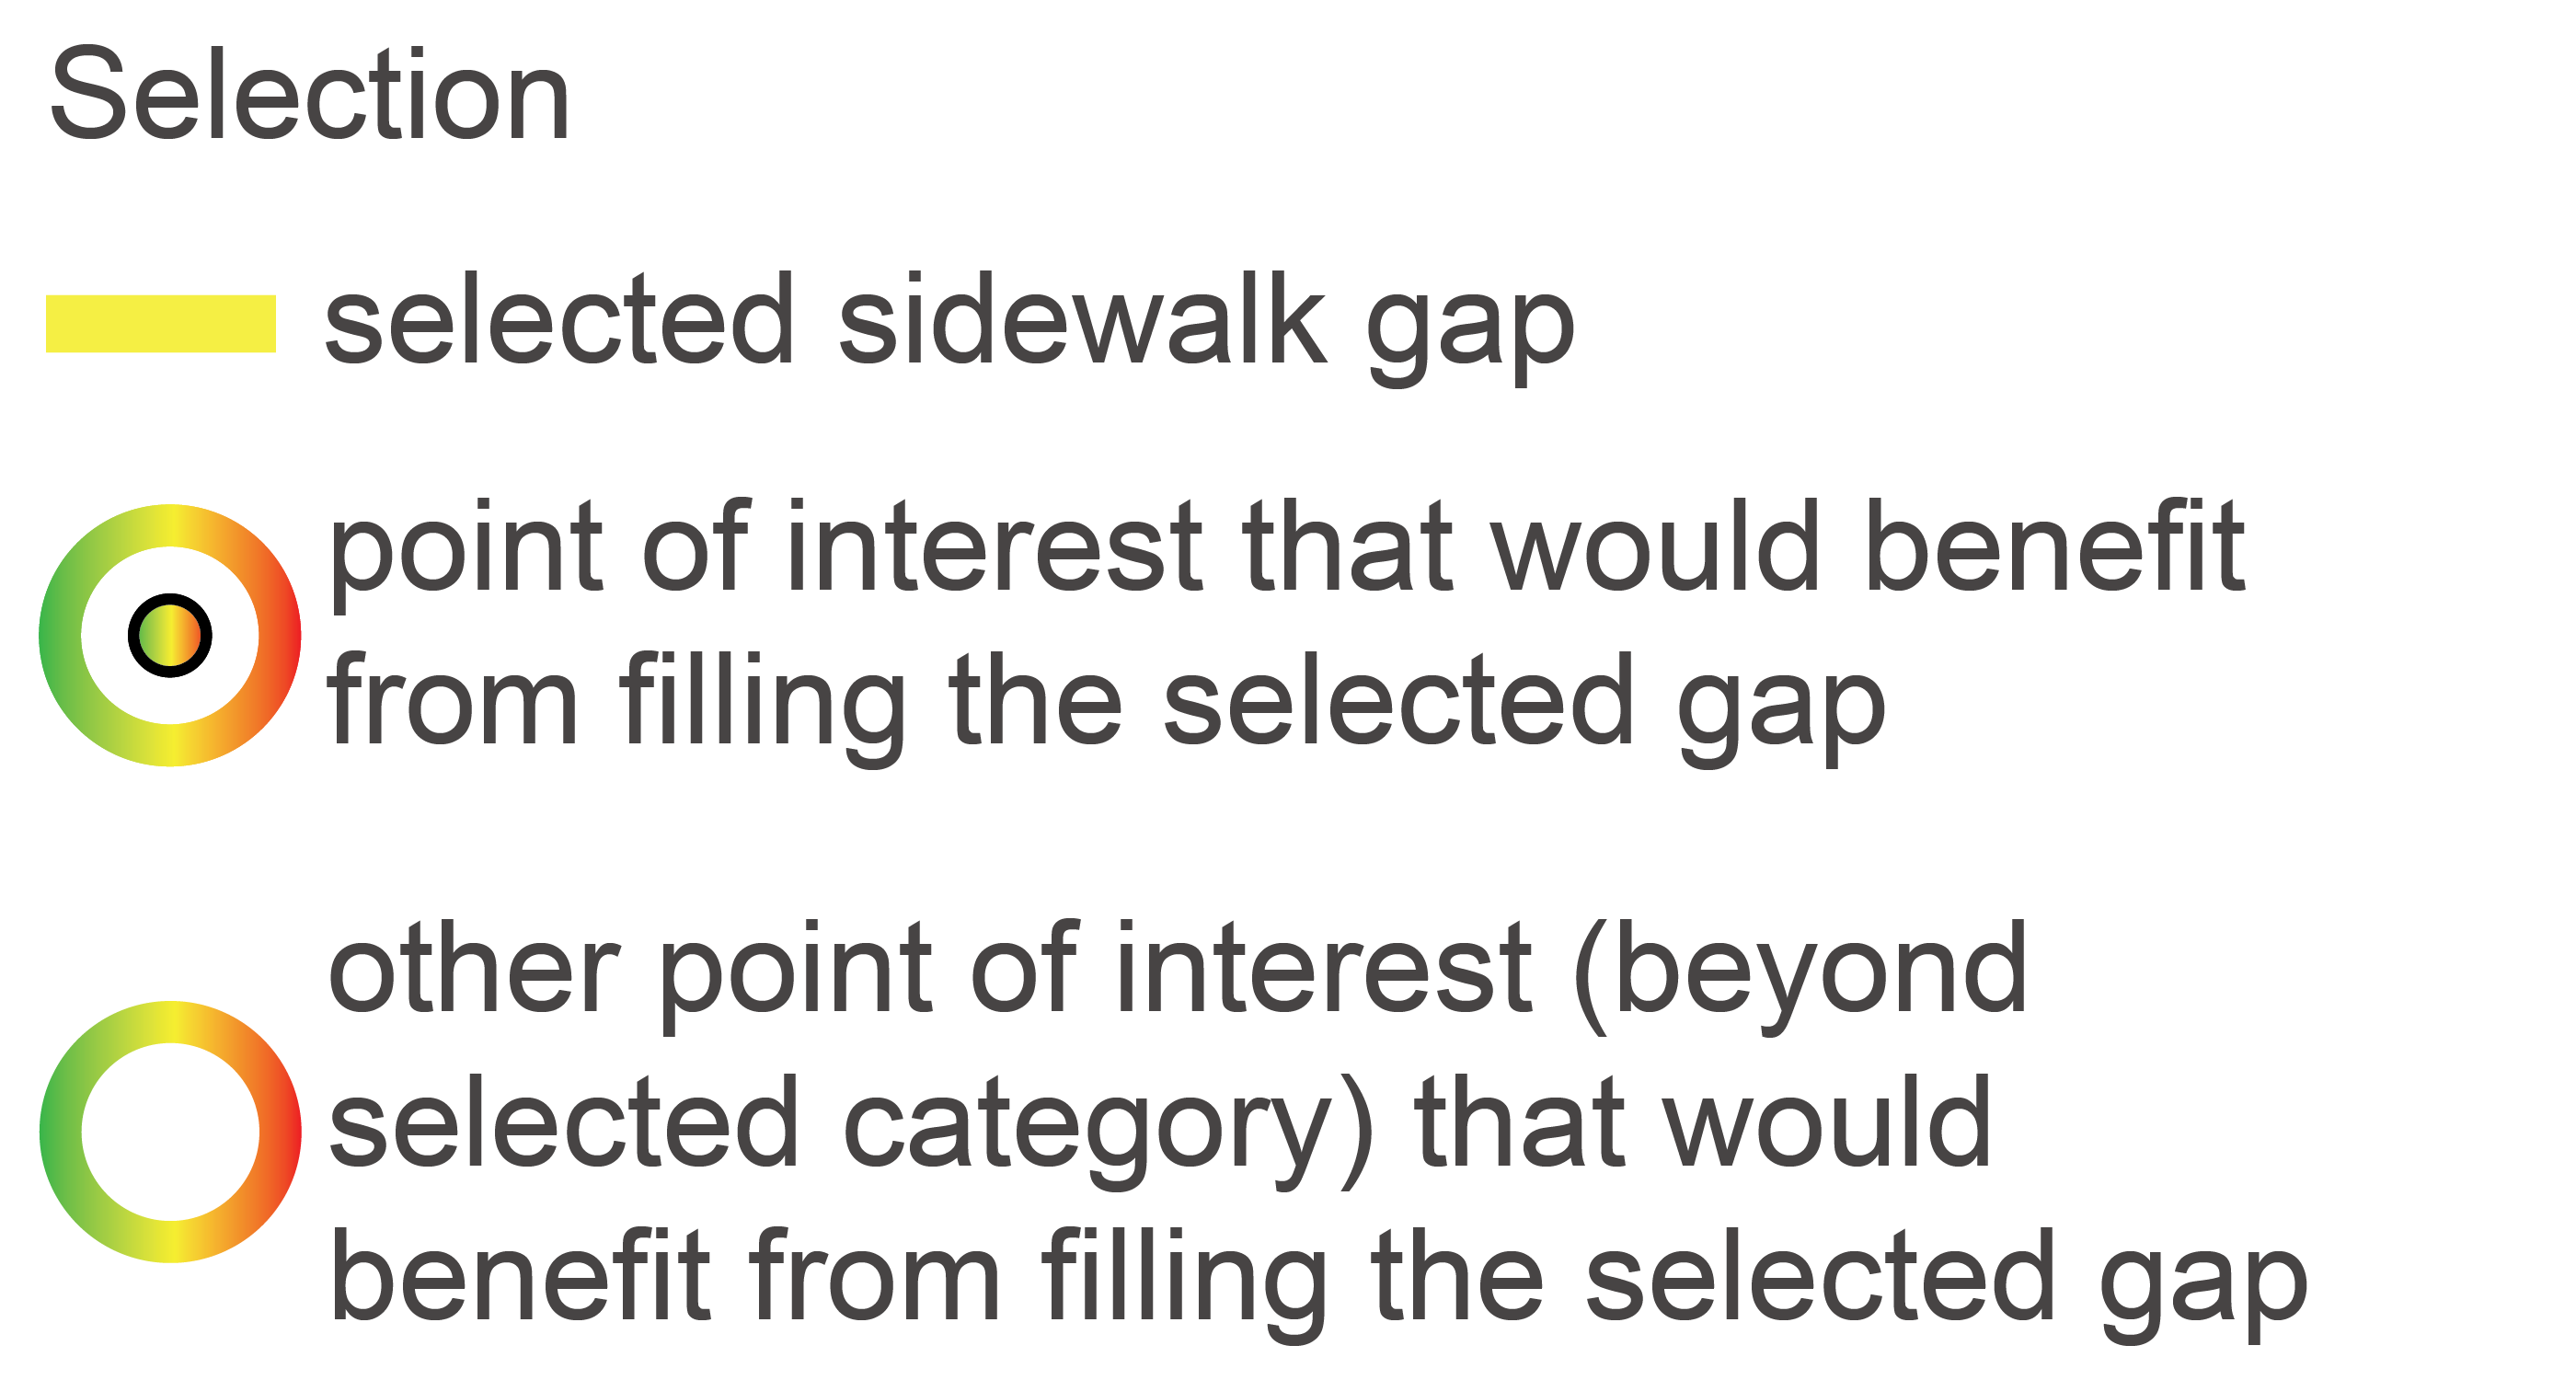 Selection
selected sidewalk gap
point of interest that would benefit
from filling the selected gap
other point of interest (beyond
selected category) that would
benefit from filling the selected gap